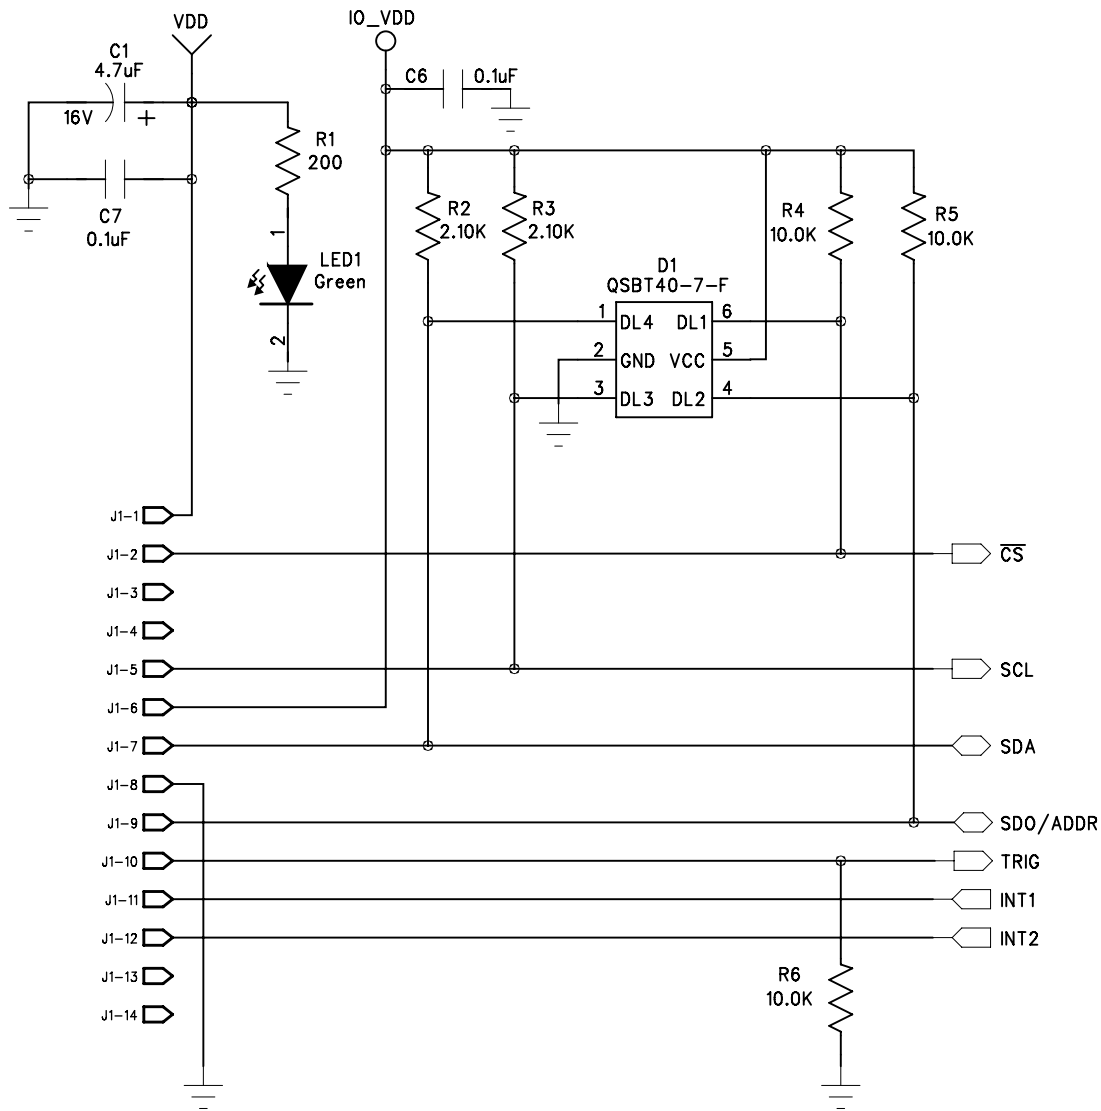 VDD
IO_VDD
C1
4.7uF
16V
+
C6
0.1uF
R1
200
C7
0.1uF
1
LED1
Green
2
R2
2.10K
R3
2.10K
R4
10.0K
R5
10.0K
D1
QSBT40-7-F
1 DL4 DL1 6
2 GND VCC 5
3 DL3 DL2 4
J1-1
J1-2 CS
J1-3
J1-4
J1-5 SCL
J1-6
J1-7 SDA
J1-8
J1-9 SDO/ADDR
J1-10 TRIG
J1-11 INT1
J1-12 INT2
J1-13
J1-14
R6
10.0K